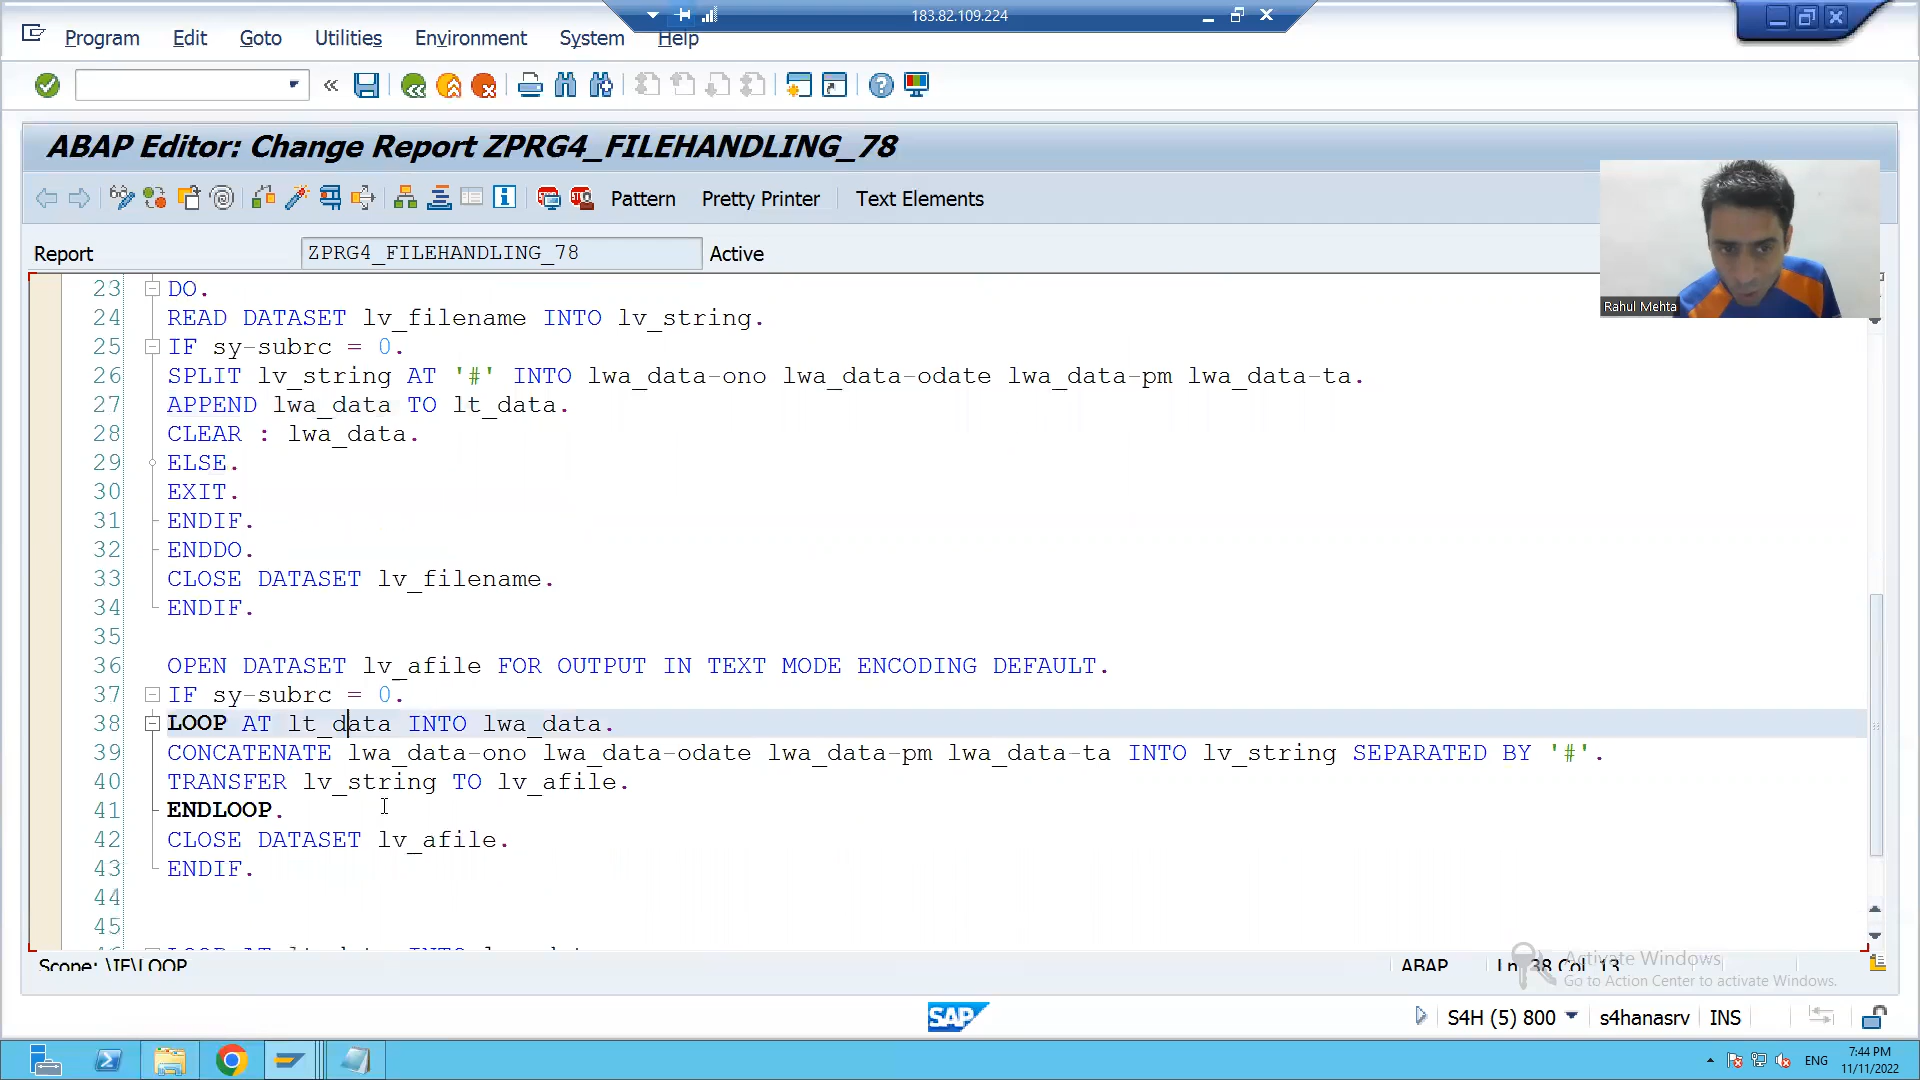 183.82.109.224
Program Edit Goto Utilities Environment System Help
ABAP Editor: Change Report ZPRG4_FILEHANDLING_78
Pattern Pretty Printer Text Elements
Report ZPRG4_FILEHANDLING_78 Active
Rahul Mehta
23 DO.
24 READ DATASET lv_filename INTO lv_string.
25 IF sy-subrc = 0.
26 SPLIT lv_string AT '#' INTO lwa_data-ono lwa_data-odate lwa_data-pm lwa_data-ta.
27 APPEND lwa_data TO lt_data.
28 CLEAR : lwa_data.
29 ELSE.
30 EXIT.
31 ENDIF.
32 ENDDO.
33 CLOSE DATASET lv_filename.
34 ENDIF.
35
36 OPEN DATASET lv_afile FOR OUTPUT IN TEXT MODE ENCODING DEFAULT.
37 IF sy-subrc = 0.
38 LOOP AT lt_data INTO lwa_data.
39 CONCATENATE lwa_data-ono lwa_data-odate lwa_data-pm lwa_data-ta INTO lv_string SEPARATED BY '#'.
40 TRANSFER lv_string TO lv_afile.
41 ENDLOOP.
42 CLOSE DATASET lv_afile.
43 ENDIF.
44
45
Scope: \IF\LOOP ABAP Ln 38 Col 13
Activate Windows
Go to Action Center to activate Windows.
SAP S4H (5) 800 s4hanasrv INS
ENG 7:44 PM
11/11/2022